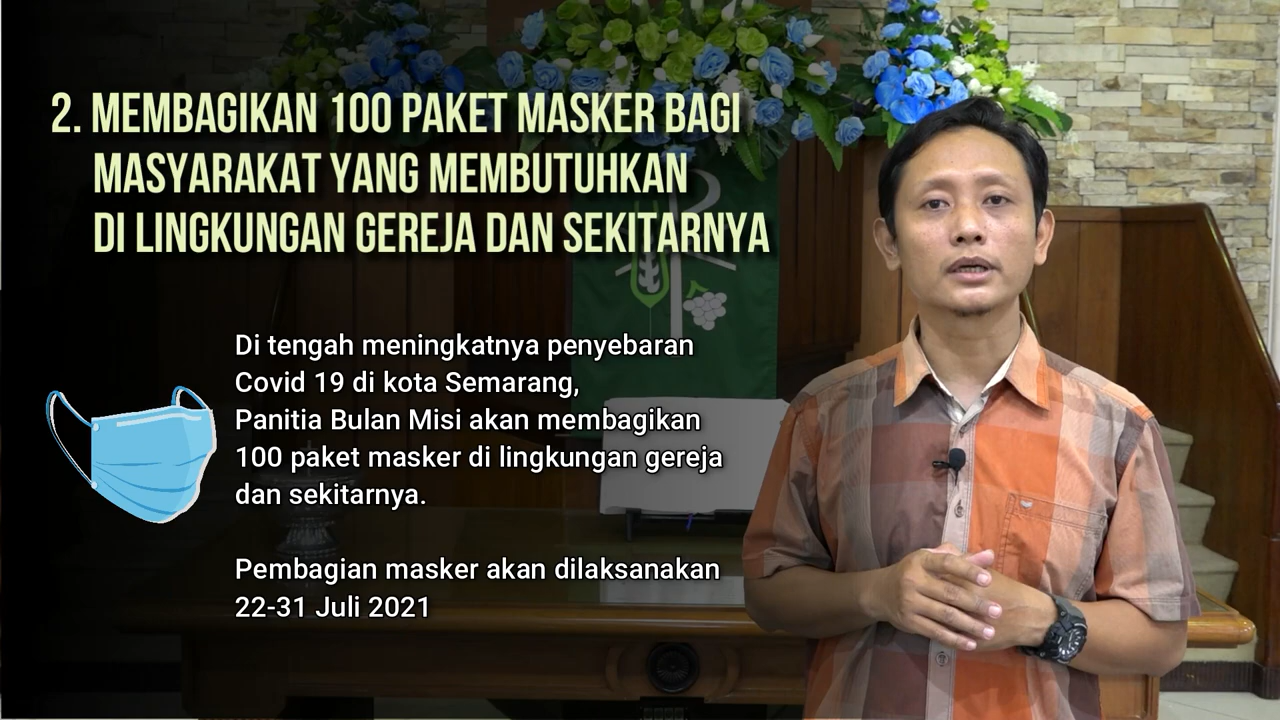 2. MEMBAGIKAN 100 PAKET MASKER BAGI
MASYARAKAT YANG MEMBUTUHKAN
DI LINGKUNGAN GEREJA DAN SEKITARNYA
Di tengah meningkatnya penyebaran
Covid 19 di kota Semarang,
Panitia Bulan Misi akan membagikan
100 paket masker di lingkungan gereja
dan sekitarnya.
Pembagian masker akan dilaksanakan
22-31 Juli 2021